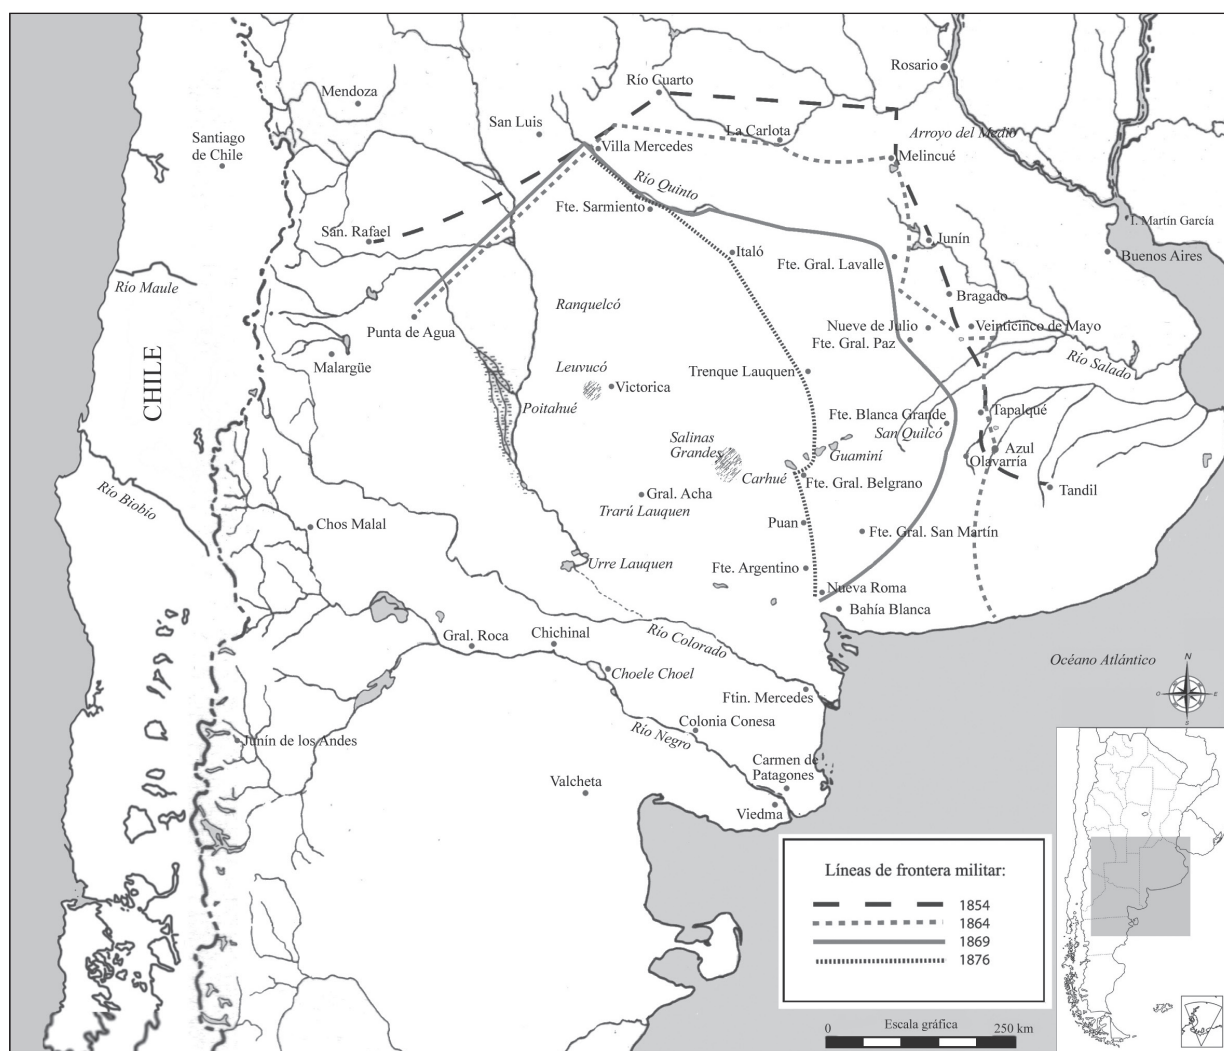 Rosario
Río Cuarto
Mendoza
San Luis
La Carlota
Arroyo del Medio
Santiago
de Chile
Villa Mercedes
Melincué
Río Quinto
Fte. Sarmiento
I. Martín García
San. Rafael
Italó
Junín
Buenos Aires
Fte. Gral. Lavalle
Río Maule
Ranquelcó
Bragado
Punta de Agua
Nueve de Julio
Veinticinco de Mayo
Fte. Gral. Paz
CHILE
Malargüe
Leuvucó
Victorica
Trenque Lauquen
Río Salado
Poitahué
Fte. Blanca Grande
Tapalqué
San Quilcó
Salinas
Grandes
Guaminí
Azul
Olavarría
Carhué
Fte. Gral. Belgrano
Tandil
Río Biobío
Gral. Acha
Trarú Lauquen
Chos Malal
Puan
Fte. Gral. San Martín
Urre Lauquen
Fte. Argentino
Nueva Roma
Bahía Blanca
Gral. Roca
Chichinal
Río Colorado
Choele Choel
Océano Atlántico
N
O
E
S
Ftin. Mercedes
Colonia Conesa
Río Negro
Junín de los Andes
Carmen de
Patagones
Valcheta
Viedma
Líneas de frontera militar:
1854
1864
1869
1876
0 Escala gráfica 250 km